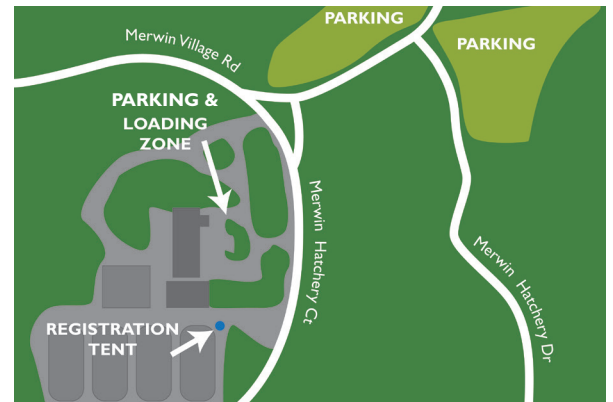 PARKING
Merwin Village Rd
PARKING
PARKING &
LOADING
ZONE
Merwin Hatchery Ct
Merwin Hatchery Dr
REGISTRATION
TENT